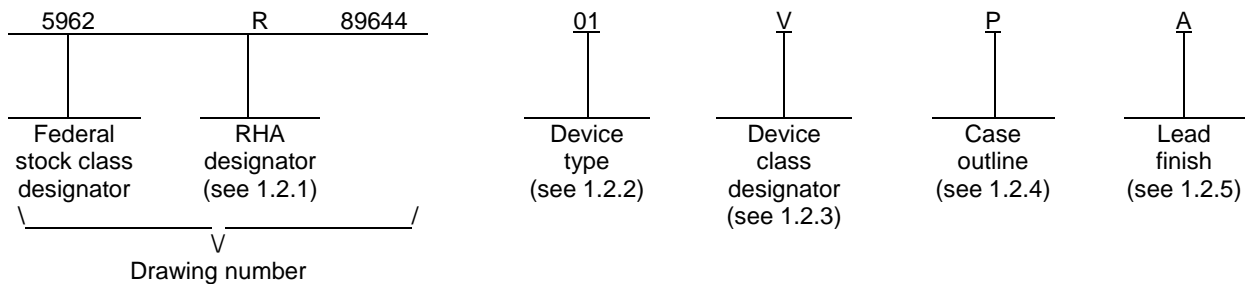 5962 R 89644 01 V P A
Federal RHA Device Device Case Lead
stock class designator type class outline finish
designator (see 1.2.1) (see 1.2.2) designator (see 1.2.4) (see 1.2.5)
(see 1.2.3)
Drawing number